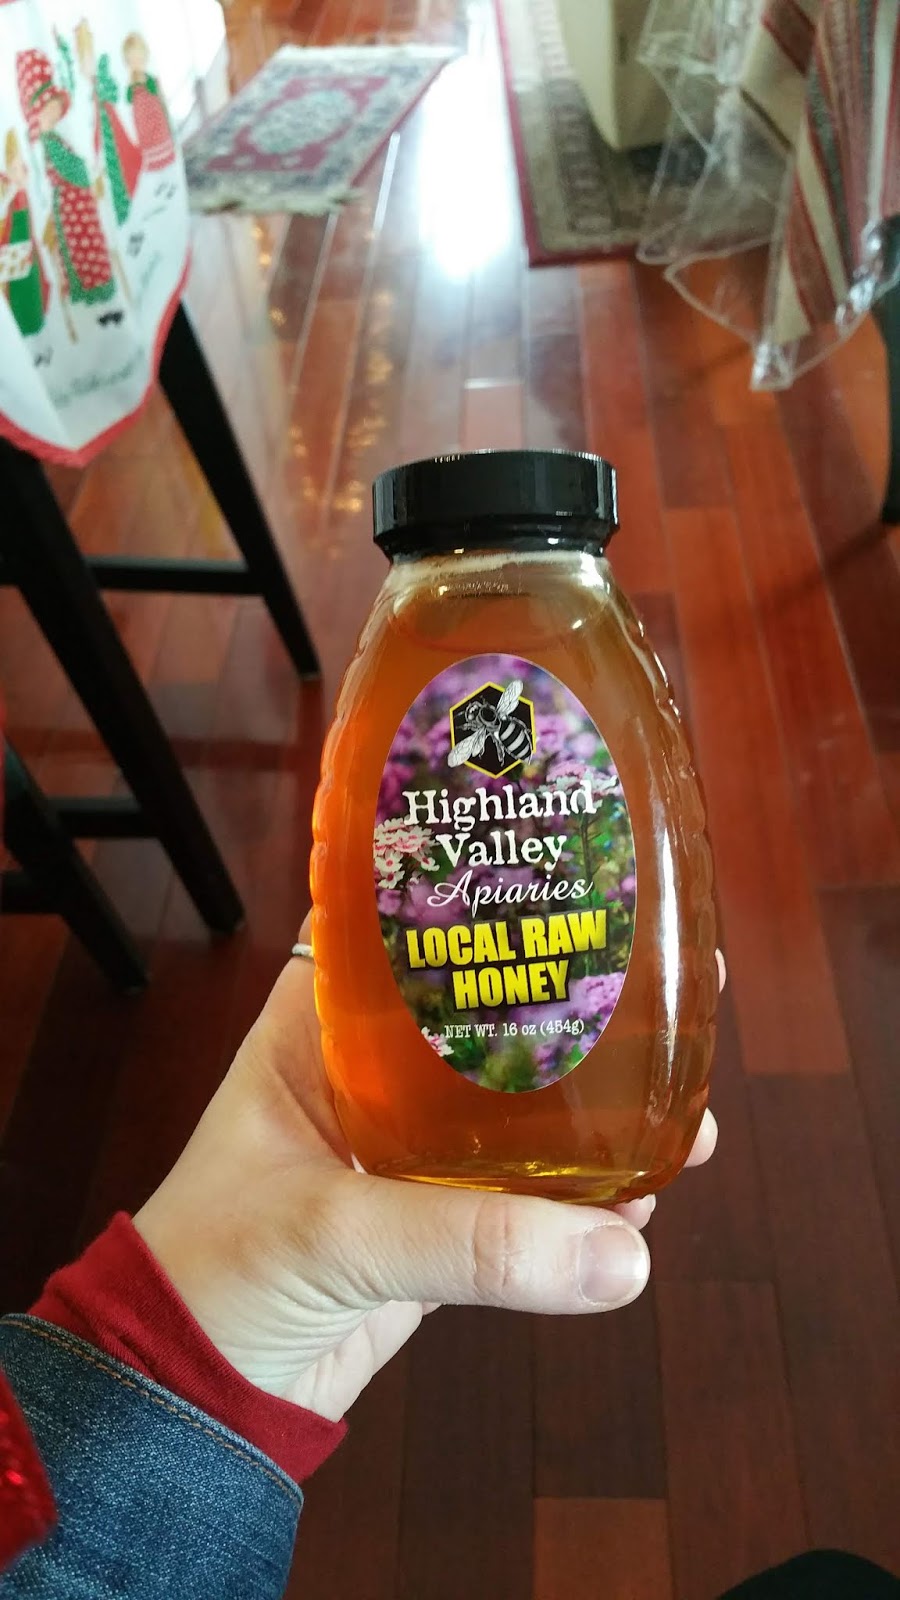 Highland
Valley
Apiaries
LOCAL RAW
HONEY
NET WT. 16 oz (454g)